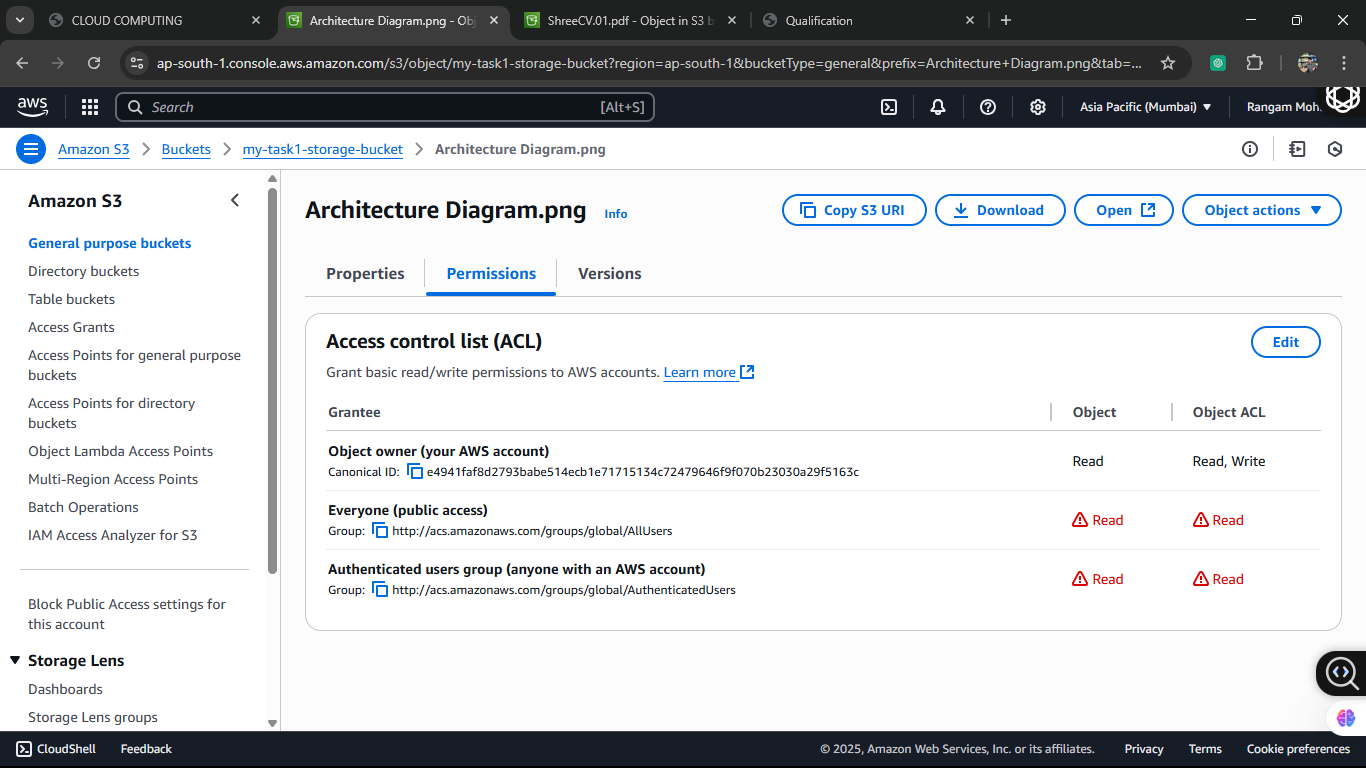 CLOUD COMPUTING
Architecture Diagram.png - Obj
ShreeCV.01.pdf - Object in S3 b
Qualification
ap-south-1.console.aws.amazon.com/s3/object/my-task1-storage-bucket?region=ap-south-1&bucketType=general&prefix=Architecture+Diagram.png&tab=...
aws
Search
[Alt+S]
Asia Pacific (Mumbai)
Rangam Moh
Amazon S3
Buckets
my-task1-storage-bucket
Architecture Diagram.png
Amazon S3
General purpose buckets
Directory buckets
Table buckets
Access Grants
Access Points for general purpose
buckets
Access Points for directory
buckets
Object Lambda Access Points
Multi-Region Access Points
Batch Operations
IAM Access Analyzer for S3
Block Public Access settings for
this account
Storage Lens
Dashboards
Storage Lens groups
Architecture Diagram.png Info
Copy S3 URI
Download
Open
Object actions
Properties
Permissions
Versions
Access control list (ACL)
Edit
Grant basic read/write permissions to AWS accounts. Learn more
Grantee Object Object ACL
Object owner (your AWS account)
Canonical ID: e4941faf8d2793babe514ecb1e71715134c72479646f9f070b23030a29f5163c
Read Read, Write
Everyone (public access)
Group: http://acs.amazonaws.com/groups/global/AllUsers
Read Read
Authenticated users group (anyone with an AWS account)
Group: http://acs.amazonaws.com/groups/global/AuthenticatedUsers
Read Read
CloudShell
Feedback
© 2025, Amazon Web Services, Inc. or its affiliates.
Privacy
Terms
Cookie preferences